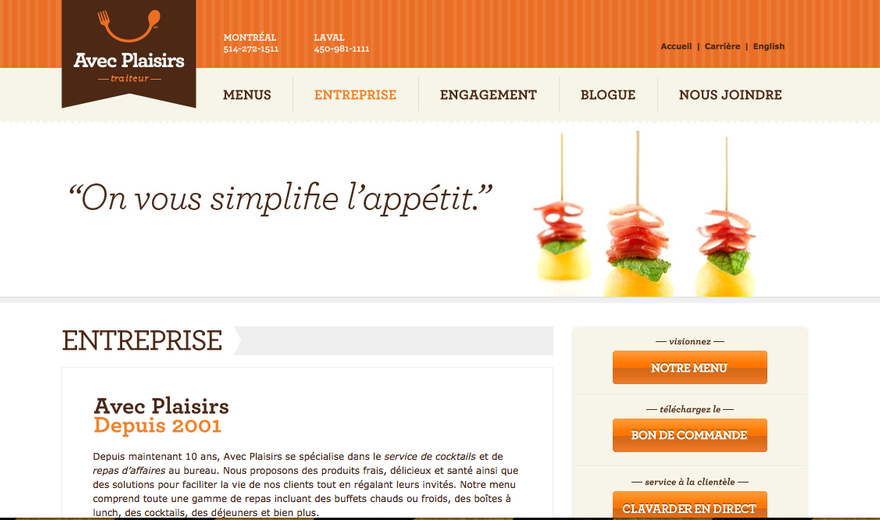 Avec Plaisirs
traiteur
MONTRÉAL
514-272-1511
LAVAL
450-981-1111
Accueil | Carrière | English
MENUS
ENTREPRISE
ENGAGEMENT
BLOGUE
NOUS JOINDRE
“On vous simplifie l’appétit.”
ENTREPRISE
Avec Plaisirs
Depuis 2001
Depuis maintenant 10 ans, Avec Plaisirs se spécialise dans le service de cocktails et de
repas d’affaires au bureau. Nous proposons des produits frais, délicieux et santé ainsi que
des solutions pour faciliter la vie de nos clients tout en régalant leurs invités. Notre menu
comprend toute une gamme de repas incluant des buffets chauds ou froids, des boîtes à
lunch, des cocktails, des déjeuners et bien plus.
visionnez
NOTRE MENU
téléchargez le
BON DE COMMANDE
service à la clientèle
CLAVARDER EN DIRECT